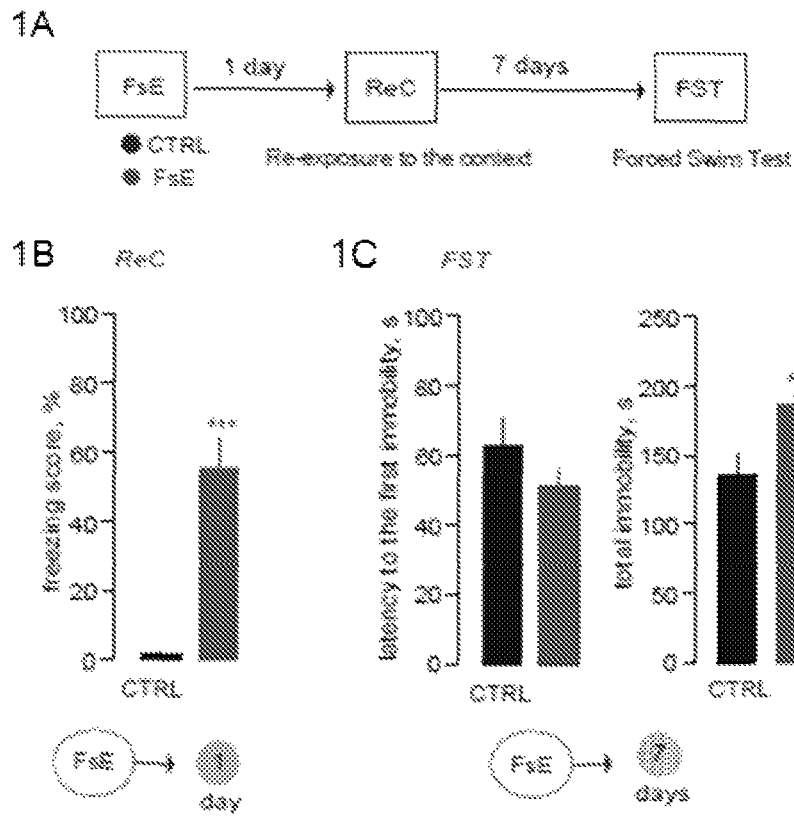 1A
FsE 1 day ReC 7 days FST
CTRL
FsE
Re-exposure to the context
Forced Swim Test
1B ReC
freezing score, %
100
80
60
40
20
0
***
CTRL
FsE 1
day
1C FST
latency to the first immobility, s
100
80
60
40
20
0
CTRL
total immobility, s
250
200
150
100
50
0
CTRL
FsE 7
days